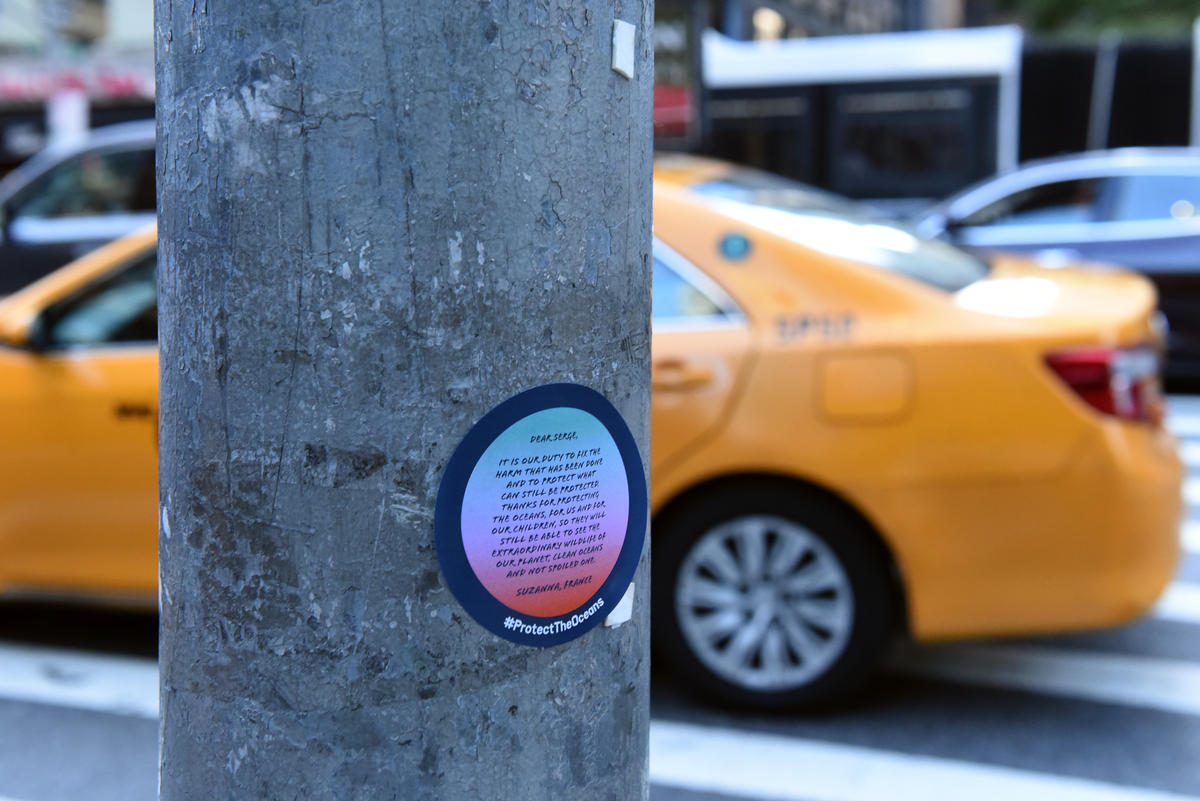 DEAR SERGE,
IT IS OUR DUTY TO FIX THE
HARM THAT HAS BEEN DONE
AND TO PROTECT WHAT
CAN STILL BE PROTECTED.
THANKS FOR PROTECTING
THE OCEANS, FOR US AND FOR
OUR CHILDREN, SO THEY WILL
STILL BE ABLE TO SEE THE
EXTRAORDINARY WILDLIFE OF
OUR PLANET, CLEAN OCEANS
AND NOT SPOILED ONE.
SUZANNA, FRANCE
#ProtectTheOceans